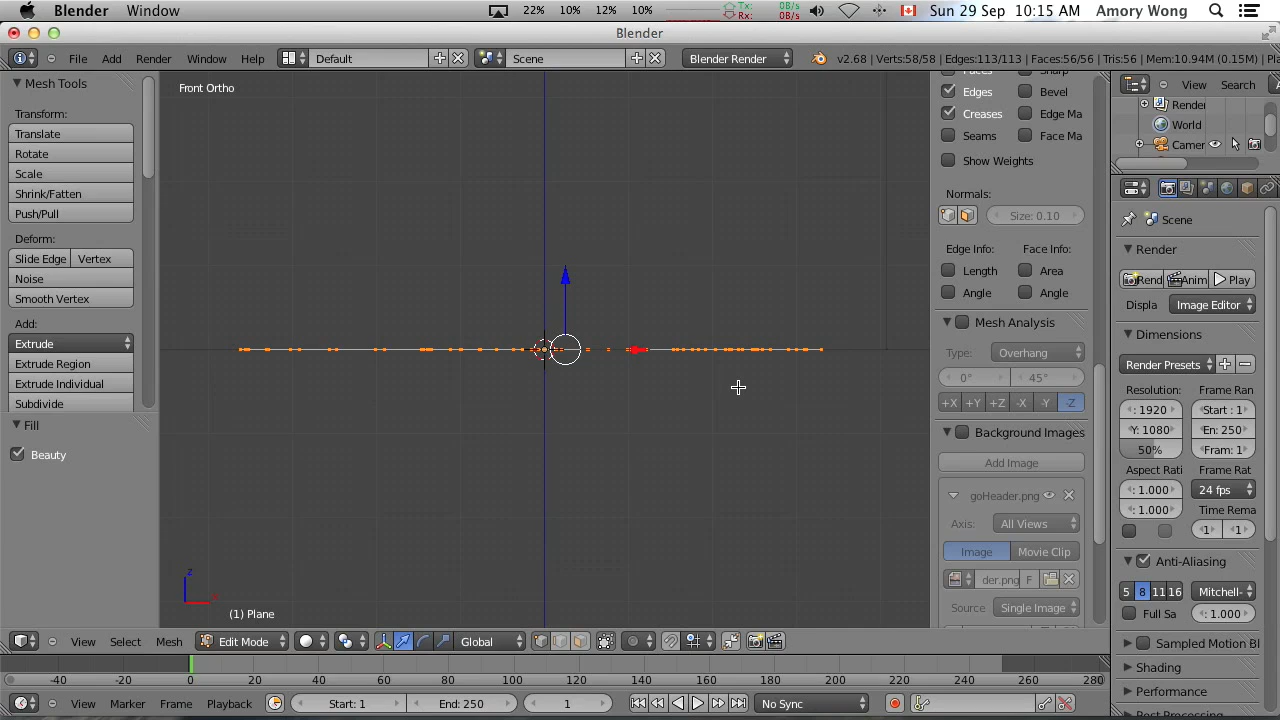 Blender Window 22% 10% 12% 10% Tx: 0B/s Rx: 0B/s Sun 29 Sep 10:15 AM Amory Wong
Blender
File Add Render Window Help Default Scene Blender Render v2.68 | Verts:58/58 | Edges:113/113 | Faces:56/56 | Tris:56 | Mem:10.94M (0.15M) | Plane
Mesh Tools
Transform:
Translate
Rotate
Scale
Shrink/Fatten
Push/Pull
Deform:
Slide Edge Vertex
Noise
Smooth Vertex
Add:
Extrude
Extrude Region
Extrude Individual
Subdivide
Fill
Beauty
Front Ortho
z
(1) Plane
Faces Sharp
Edges Bevel
Creases Edge Ma
Seams Face Ma
Show Weights
Normals:
Size: 0.10
Edge Info: Face Info:
Length Area
Angle Angle
Mesh Analysis
Type: Overhang
0° 45°
+X +Y +Z -X -Y -Z
Background Images
Add Image
goHeader.png
Axis: All Views
Image Movie Clip
der.png F
Source Single Image
View Search A
Render
World
Camer
Scene
Render
Rend Anim Play
Displa Image Editor
Dimensions
Render Presets
Resolution: Frame Ran
: 1920 Start : 1
Y: 1080 En: 250
50% Fram: 1
Aspect Rati Frame Rat
: 1.000 24 fps
: 1.000 Time Rema
1 1
Anti-Aliasing
5 8 11 16 Mitchell-
Full Sa : 1.000
Sampled Motion Bl
Shading
Performance
Post Processing
View Select Mesh Edit Mode Global
-40 -20 0 20 40 60 80 100 120 140 160 180 200 220 240 260 280
View Marker Frame Playback Start: 1 End: 250 1 No Sync